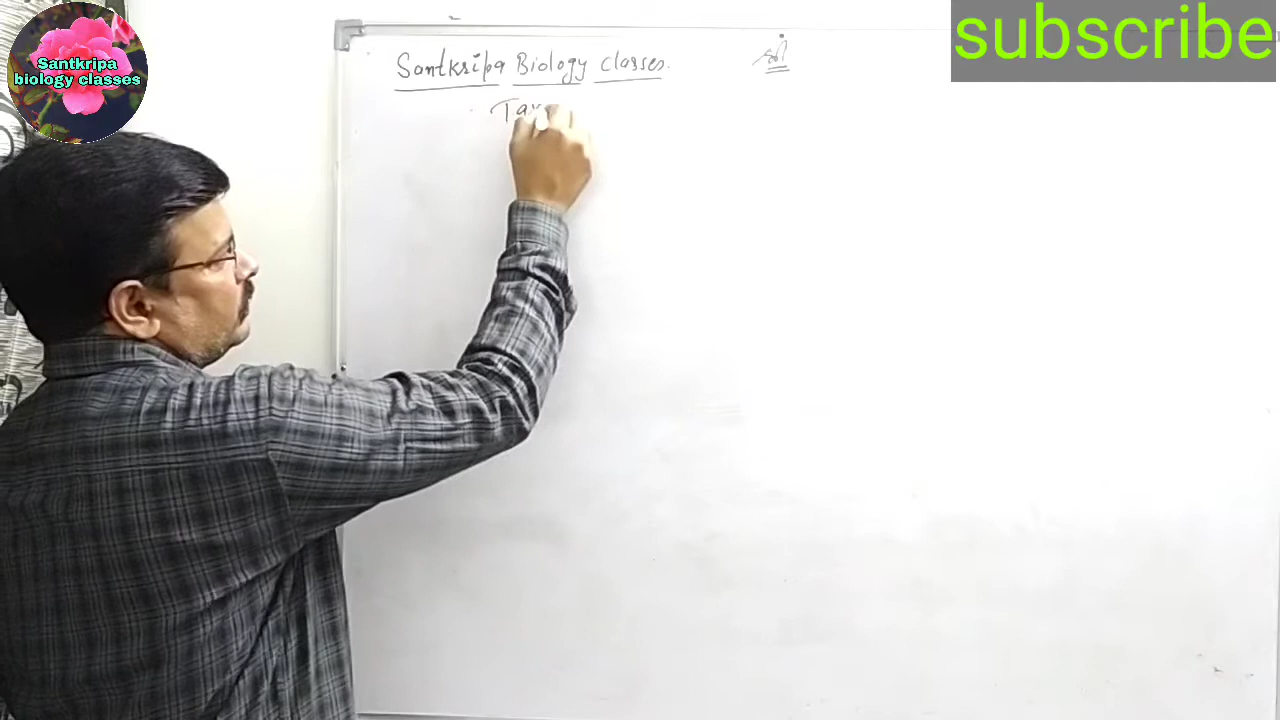 Santkripa
biology classes
subscribe
Santkripa Biology classes.
श्री